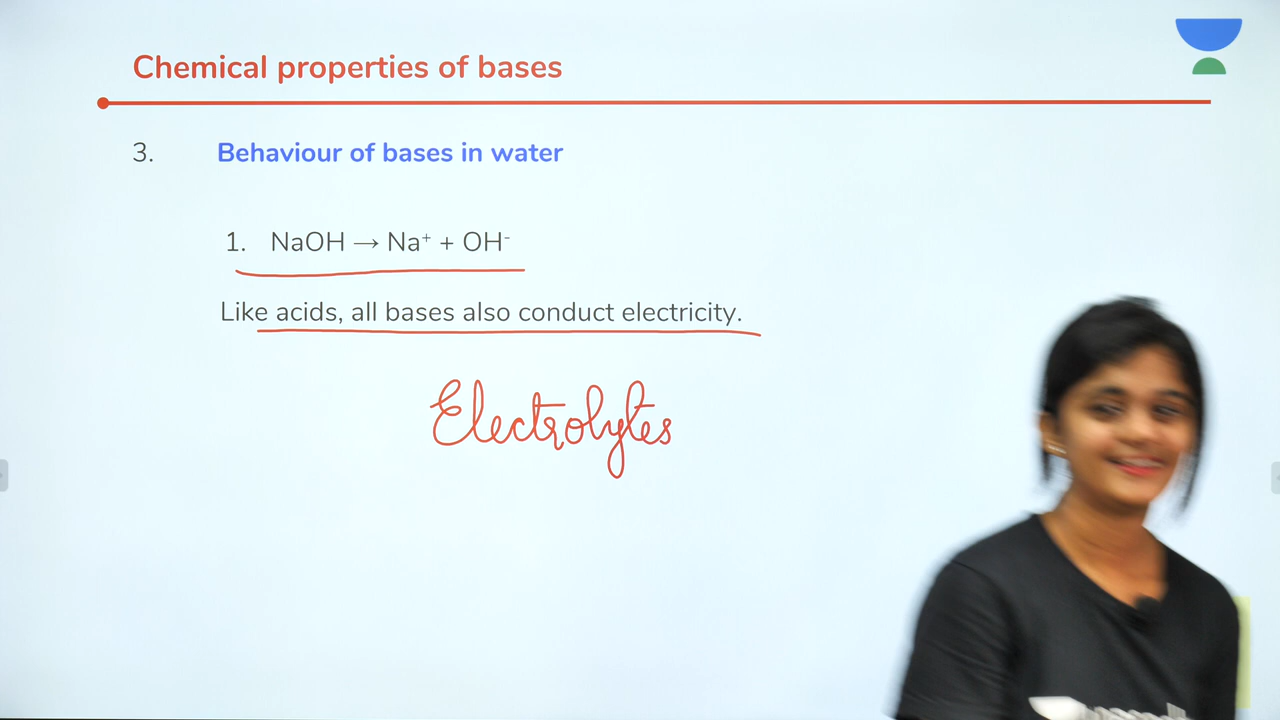 Chemical properties of bases
3. Behaviour of bases in water
1. NaOH → Na⁺ + OH⁻
Like acids, all bases also conduct electricity.
Electrolytes